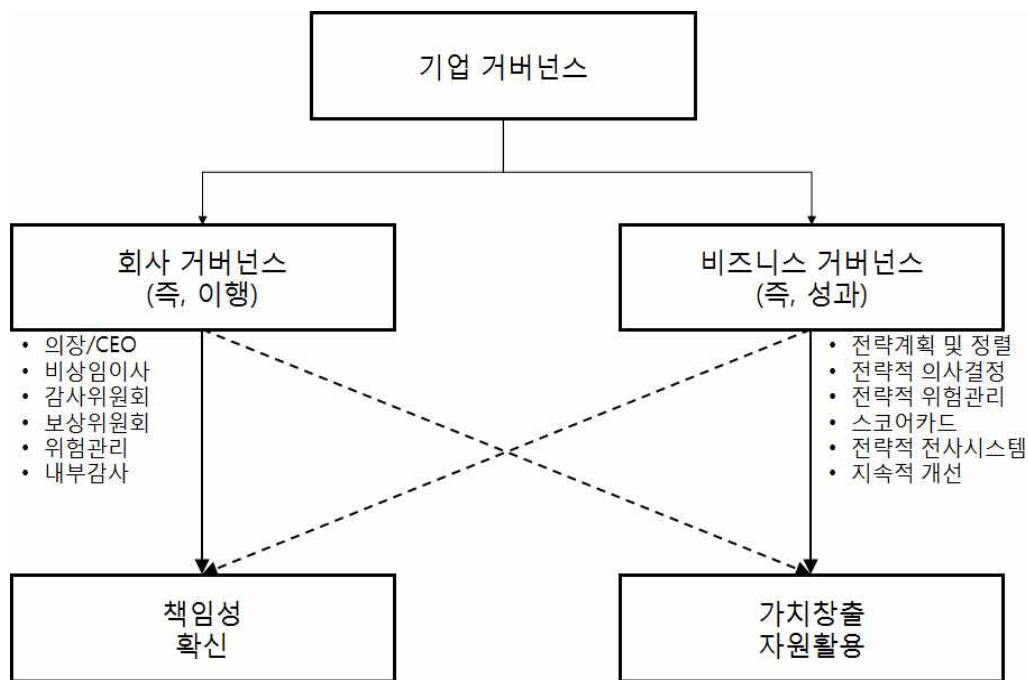 기업 거버넌스
회사 거버넌스
(즉, 이행)
• 의장/CEO
• 비상임이사
• 감사위원회
• 보상위원회
• 위험관리
• 내부감사
비즈니스 거버넌스
(즉, 성과)
• 전략계획 및 정렬
• 전략적 의사결정
• 전략적 위험관리
• 스코어카드
• 전략적 전사시스템
• 지속적 개선
책임성
확신
가치창출
자원활용